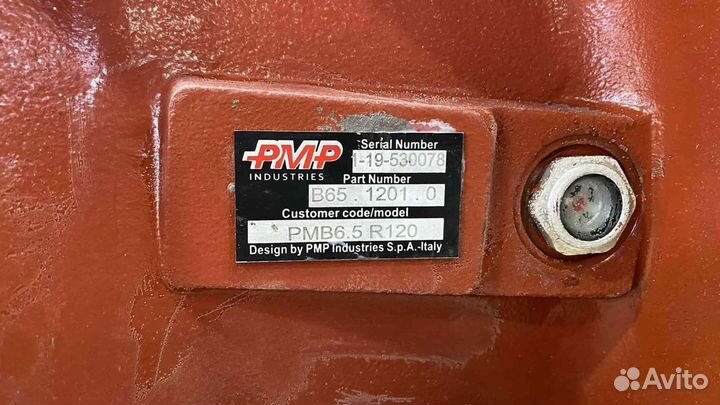 PMP
INDUSTRIES
Serial Number
1-19-530078
Part Number
B65 . 1201 . 0
Customer code/model
PMB6.5 R120
Design by PMP Industries S.p.A.-Italy
Avito